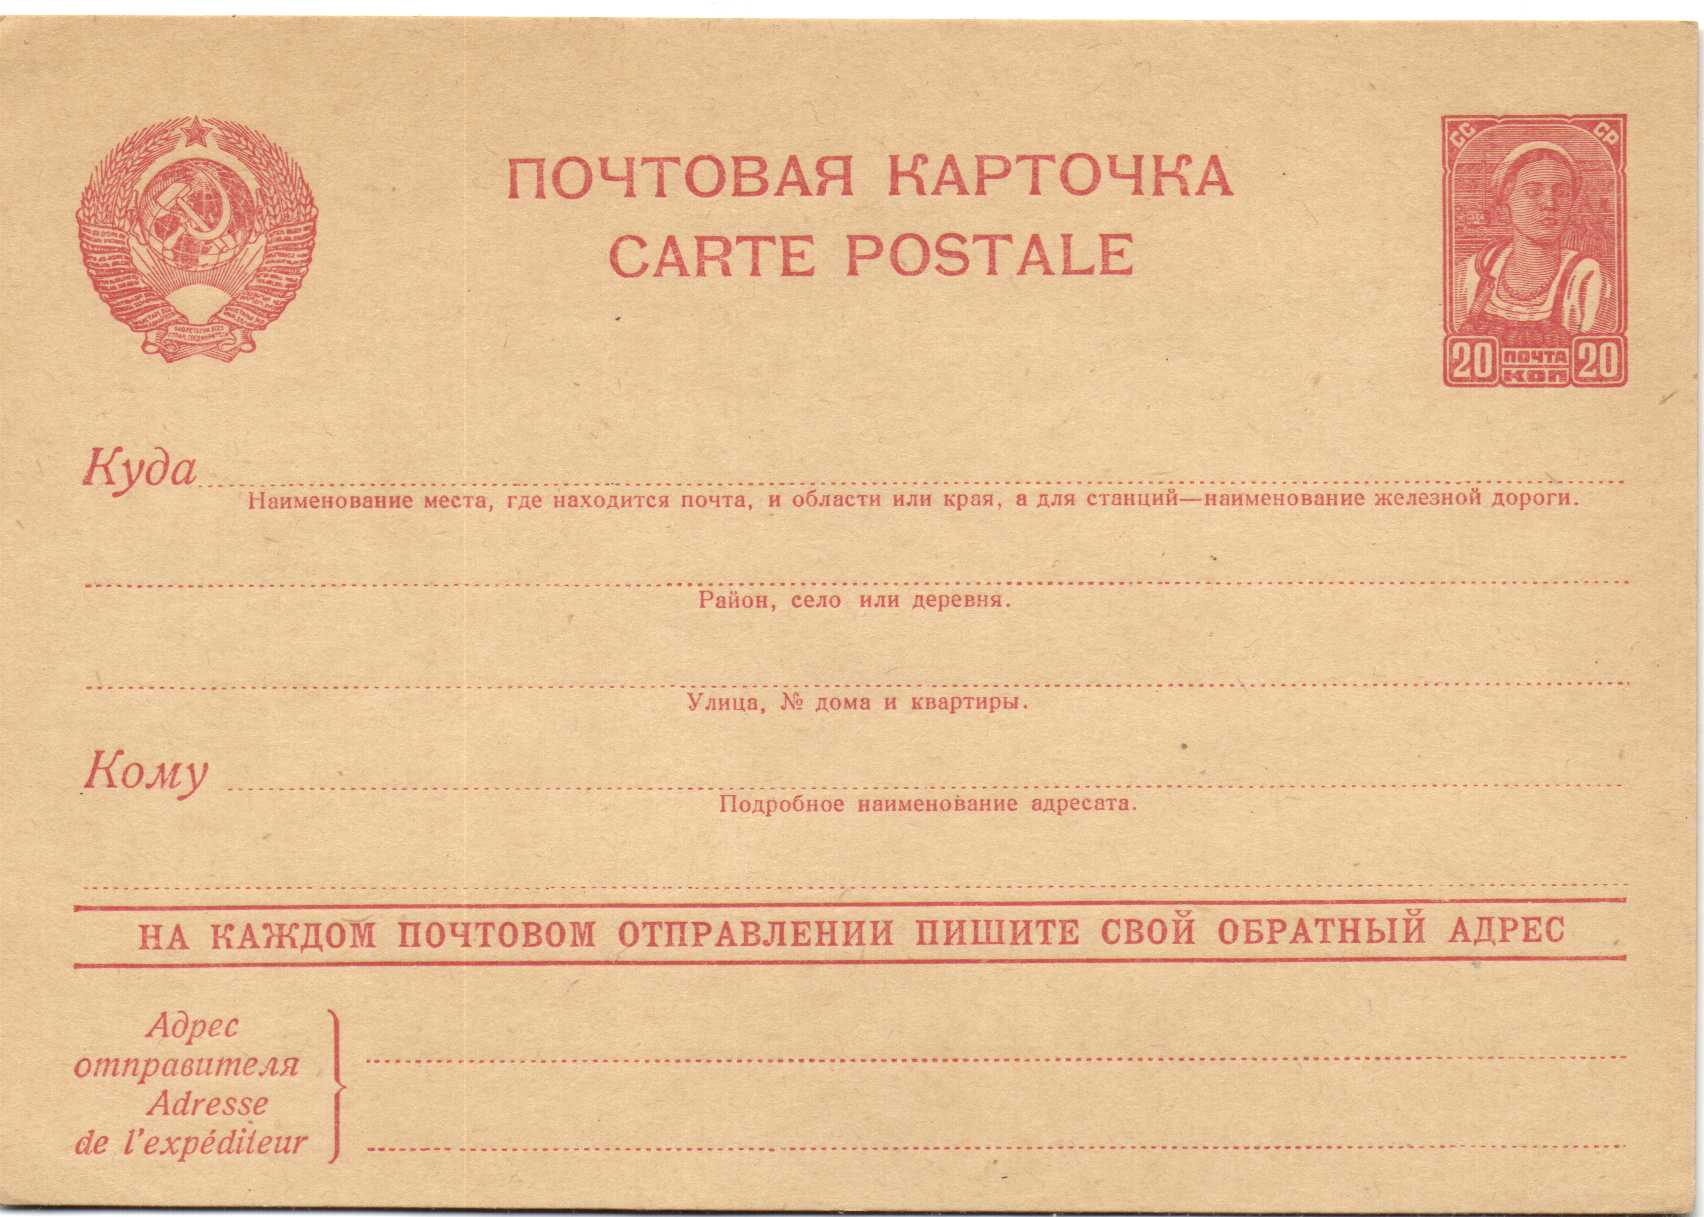 ПОЧТОВАЯ КАРТОЧКА
CARTE POSTALE
СС СР
20 ПОЧТА 20
КОП
Куда
Наименование места, где находится почта, и области или края, а для станций—наименование железной дороги.
Район, село или деревня.
Улица, № дома и квартиры.
Кому
Подробное наименование адресата.
НА КАЖДОМ ПОЧТОВОМ ОТПРАВЛЕНИИ ПИШИТЕ СВОЙ ОБРАТНЫЙ АДРЕС
Адрес
отправителя
Adresse
de l'expéditeur